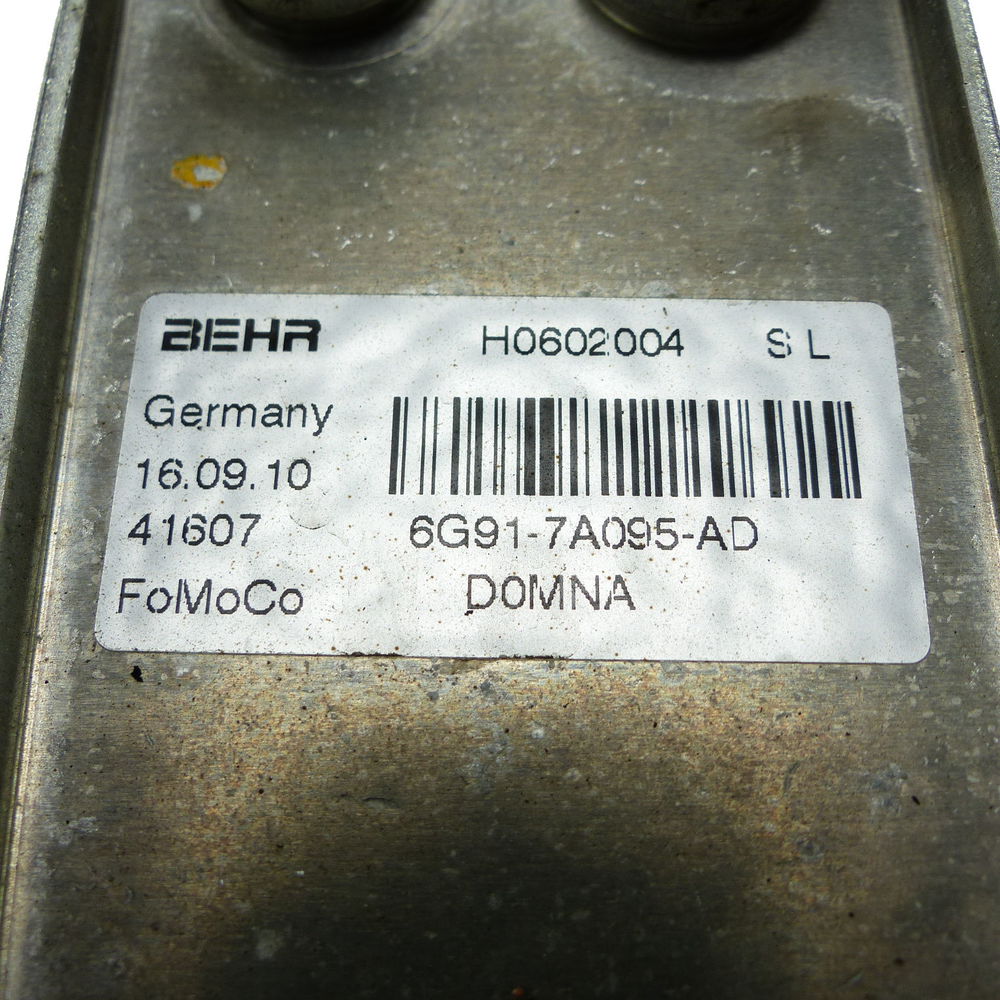 BEHR H0602004 S L
Germany
16.09.10
41607 6G91-7A095-AD
FoMoCo D0MNA